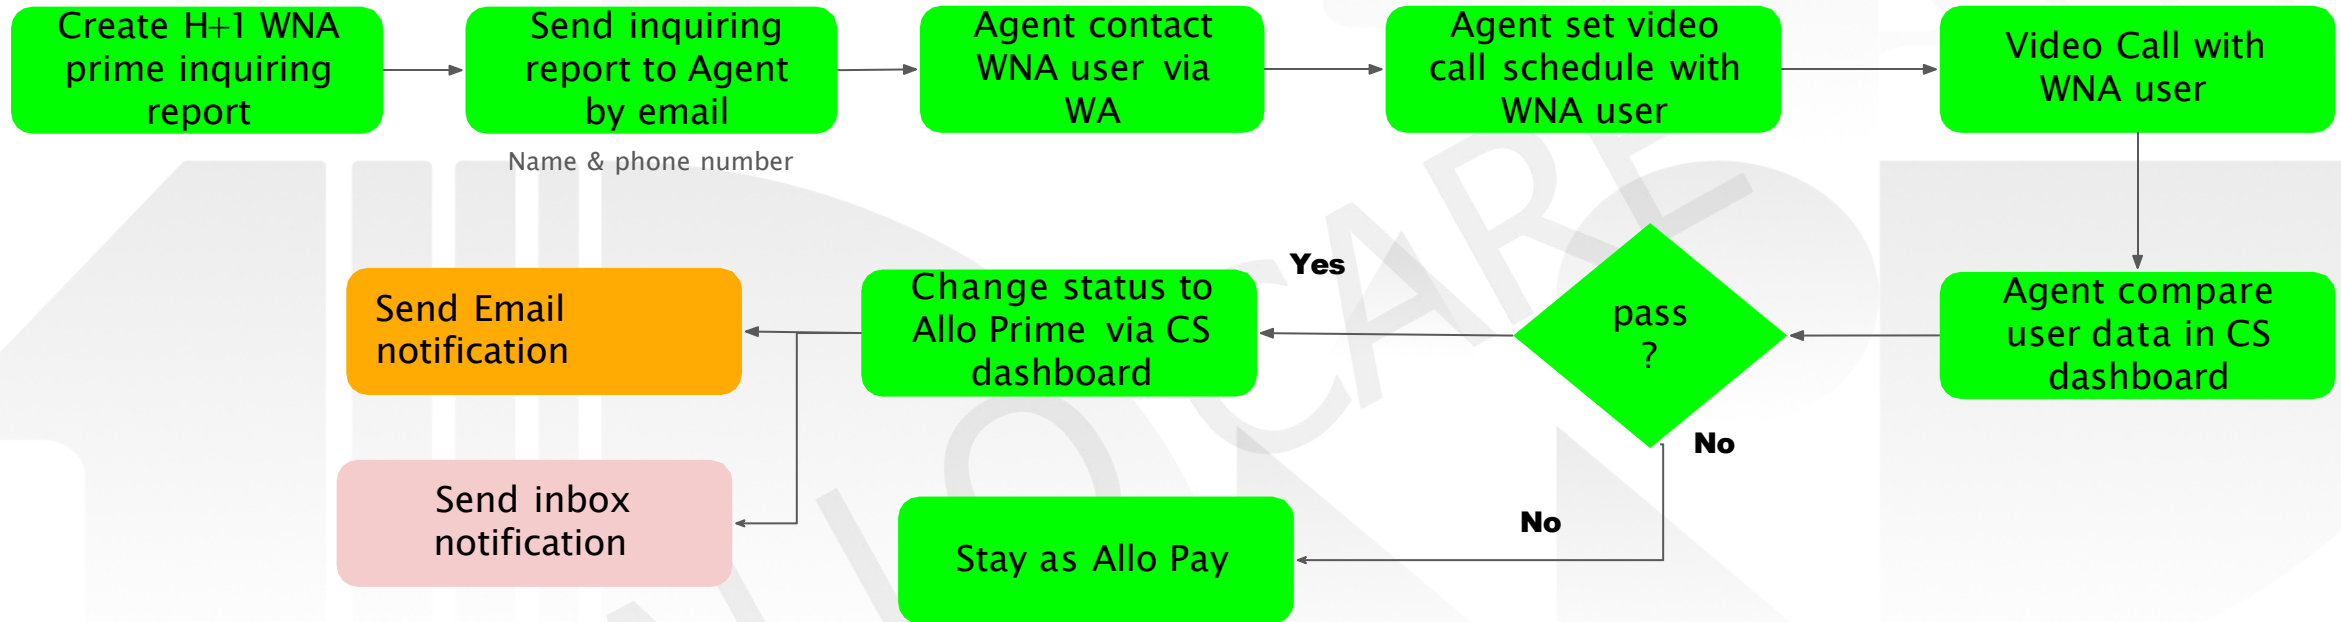 Create H+1 WNA
prime inquiring
report
Send inquiring
report to Agent
by email
Name & phone number
Agent contact
WNA user via
WA
Agent set video
call schedule with
WNA user
Video Call with
WNA user
Agent compare
user data in CS
dashboard
pass
?
Yes
Change status to
Allo Prime via CS
dashboard
Send Email
notification
Send inbox
notification
No
No
Stay as Allo Pay
ALLO CARE